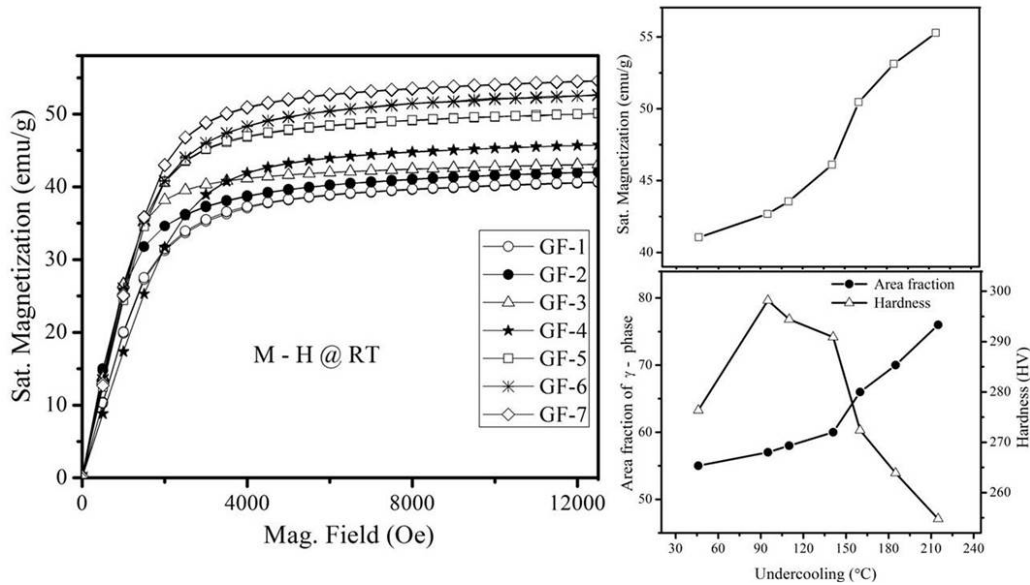 Sat. Magnetization (emu/g)
50
40
30
20
10
0
0 4000 8000 12000
Mag. Field (Oe)
M - H @ RT
GF-1
GF-2
GF-3
GF-4
GF-5
GF-6
GF-7
Sat. Magnetization (emu/g)
55
50
45
40
Area fraction of γ - phase
80
70
60
50
Area fraction
Hardness
300
290
280
270
260
Hardness (HV)
30 60 90 120 150 180 210 240
Undercooling (°C)